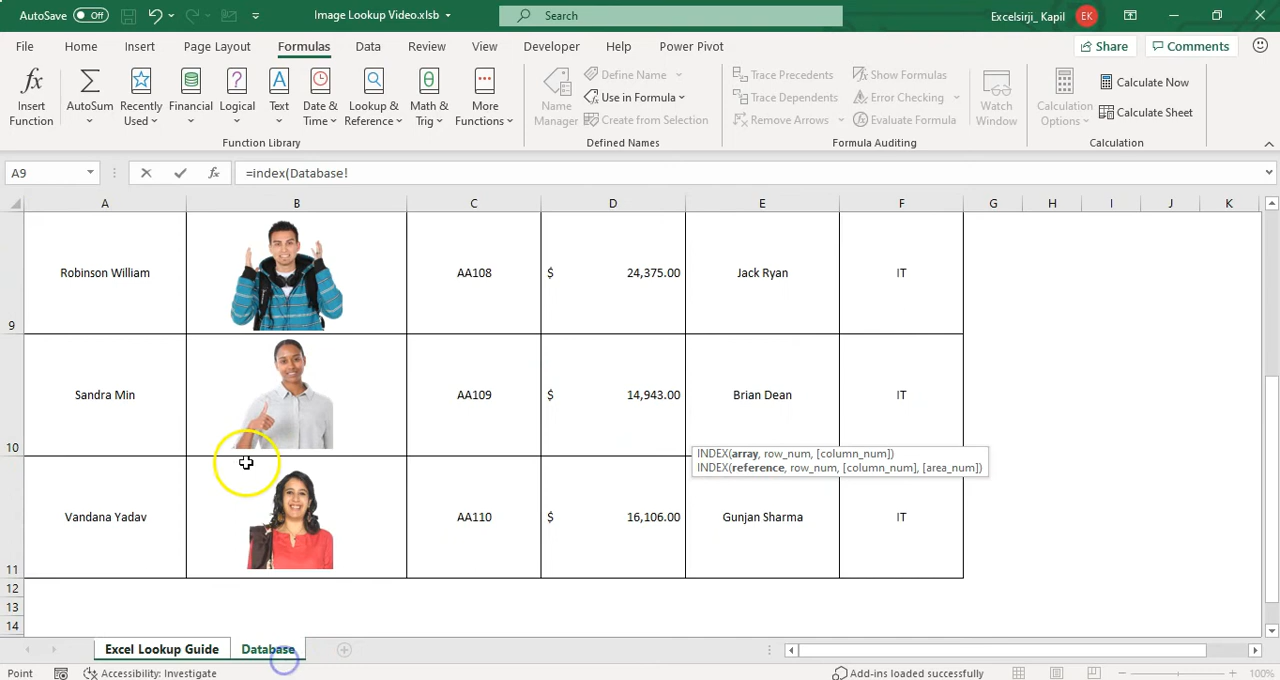 AutoSave Off Image Lookup Video.xlsb Search Excelsirji_ Kapil EK
File Home Insert Page Layout Formulas Data Review View Developer Help Power Pivot Share Comments
Insert Function AutoSum Recently Used Financial Logical Text Date & Time Lookup & Reference Math & Trig More Functions
Function Library
Name Manager Define Name Use in Formula Create from Selection
Defined Names
Trace Precedents Trace Dependents Remove Arrows Show Formulas Error Checking Evaluate Formula
Formula Auditing
Watch Window Calculation Options Calculate Now Calculate Sheet
Calculation
A9 fx =index(Database!
A B C D E F G H I J K
9 Robinson William AA108 $ 24,375.00 Jack Ryan IT
10 Sandra Min AA109 $ 14,943.00 Brian Dean IT
INDEX(array, row_num, [column_num])
INDEX(reference, row_num, [column_num], [area_num])
11 Vandana Yadav AA110 $ 16,106.00 Gunjan Sharma IT
12
13
14
Excel Lookup Guide Database
Point Accessibility: Investigate Add-ins loaded successfully 100%